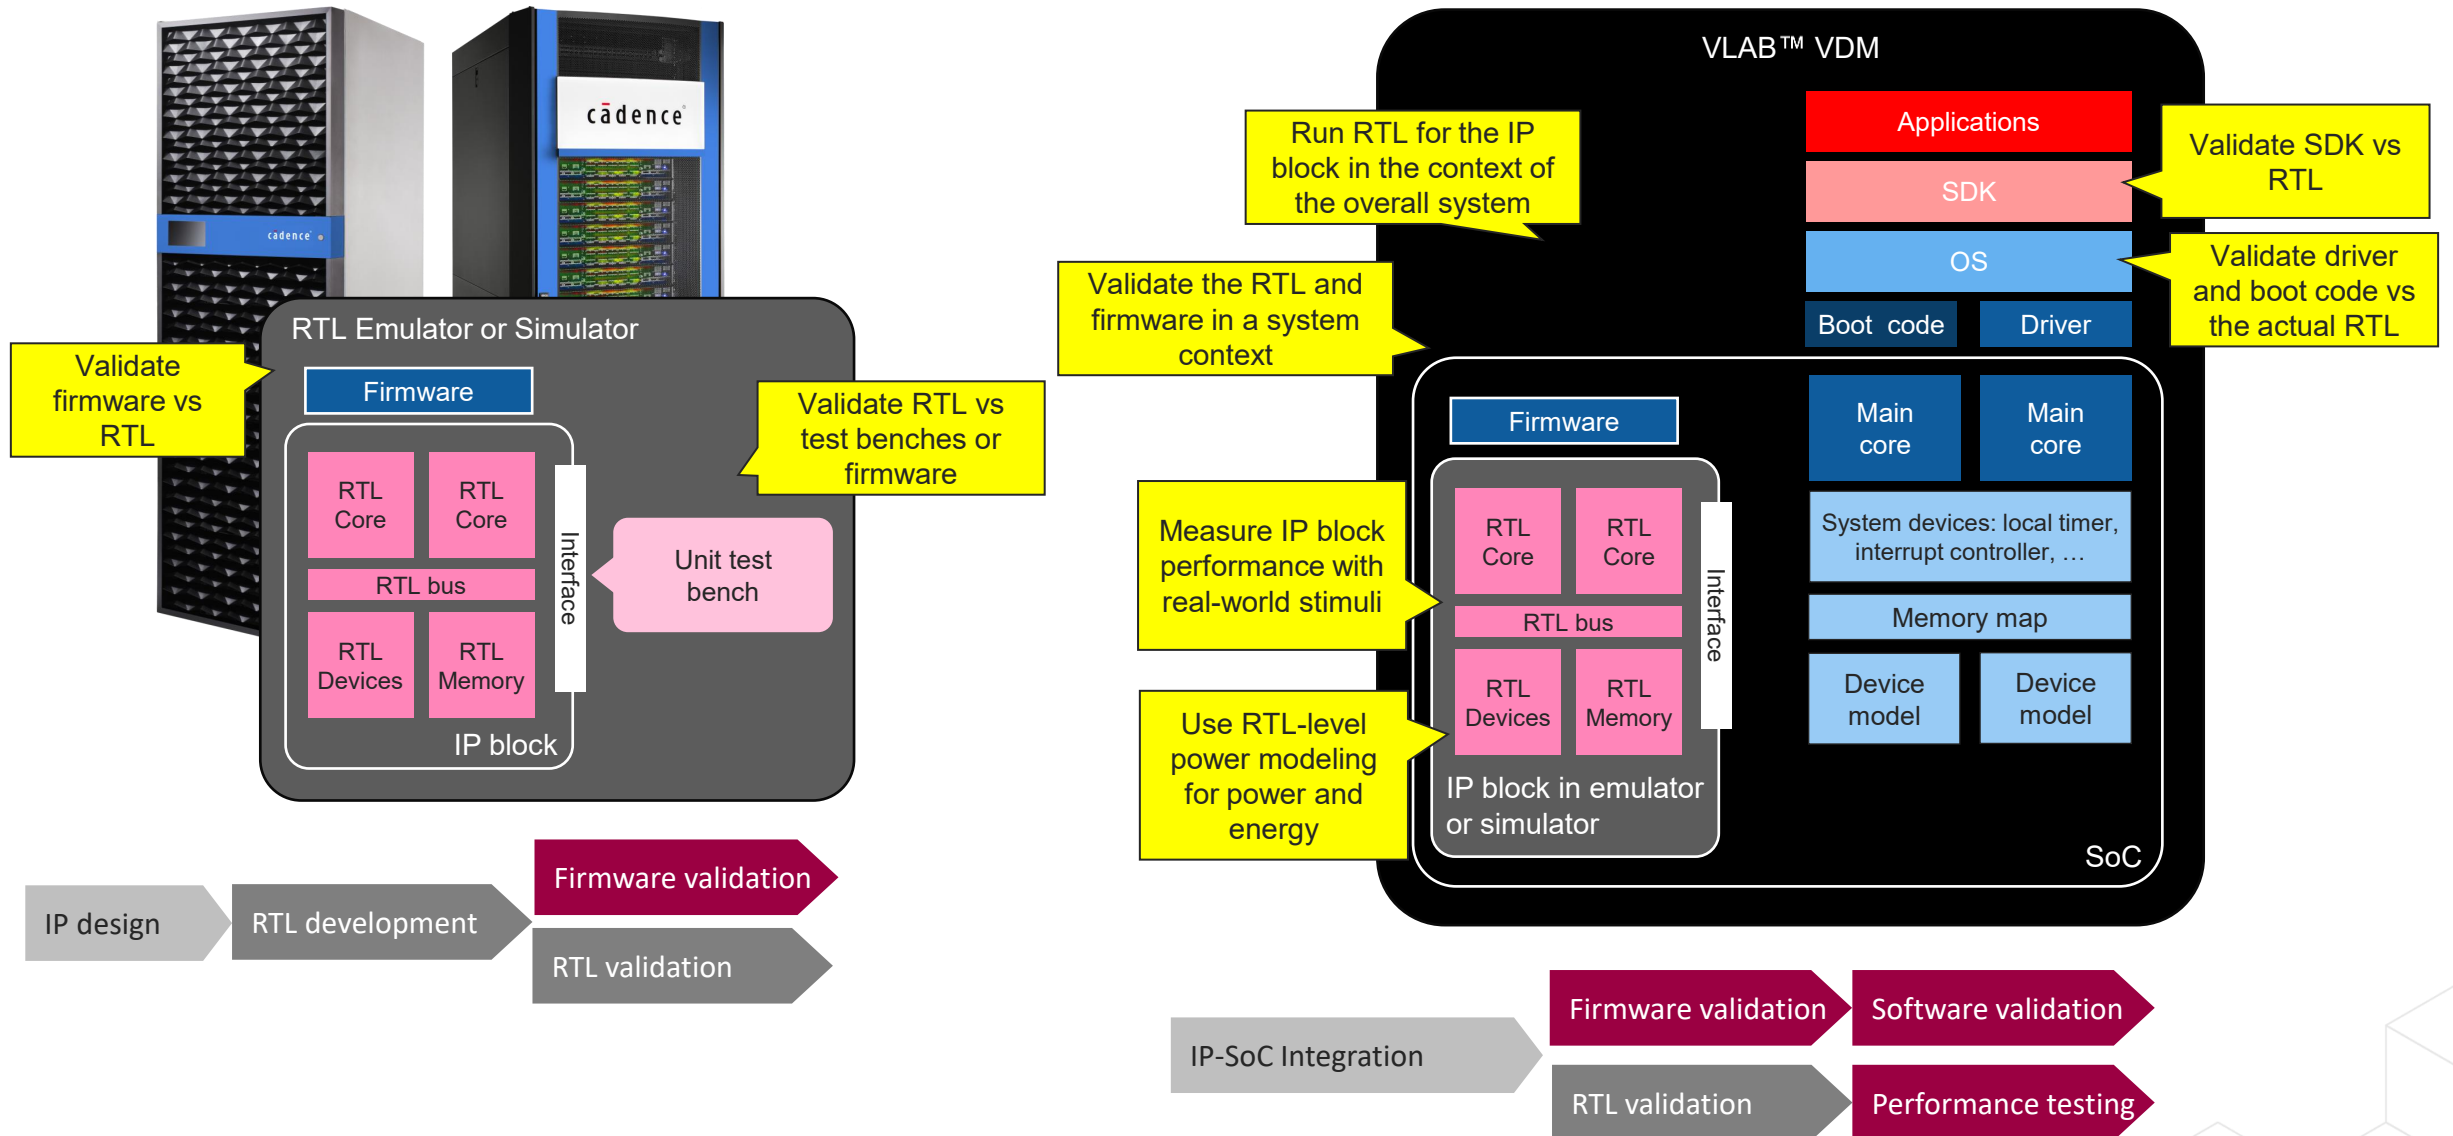 cādence
cādence
RTL Emulator or Simulator
Validate
firmware vs
RTL
Firmware
Validate RTL vs
test benches or
firmware
RTL
Core
RTL
Core
RTL bus
RTL
Devices
RTL
Memory
Interface
IP block
Unit test
bench
IP design
RTL development
Firmware validation
RTL validation
VLAB™ VDM
Run RTL for the IP
block in the context of
the overall system
Applications
SDK
OS
Boot code
Driver
Validate SDK vs
RTL
Validate driver
and boot code vs
the actual RTL
Validate the RTL and
firmware in a system
context
Firmware
Measure IP block
performance with
real-world stimuli
Use RTL-level
power modeling
for power and
energy
RTL
Core
RTL
Core
RTL bus
RTL
Devices
RTL
Memory
Interface
IP block in emulator
or simulator
Main
core
Main
core
System devices: local timer,
interrupt controller, …
Memory map
Device
model
Device
model
SoC
IP-SoC Integration
Firmware validation
Software validation
RTL validation
Performance testing